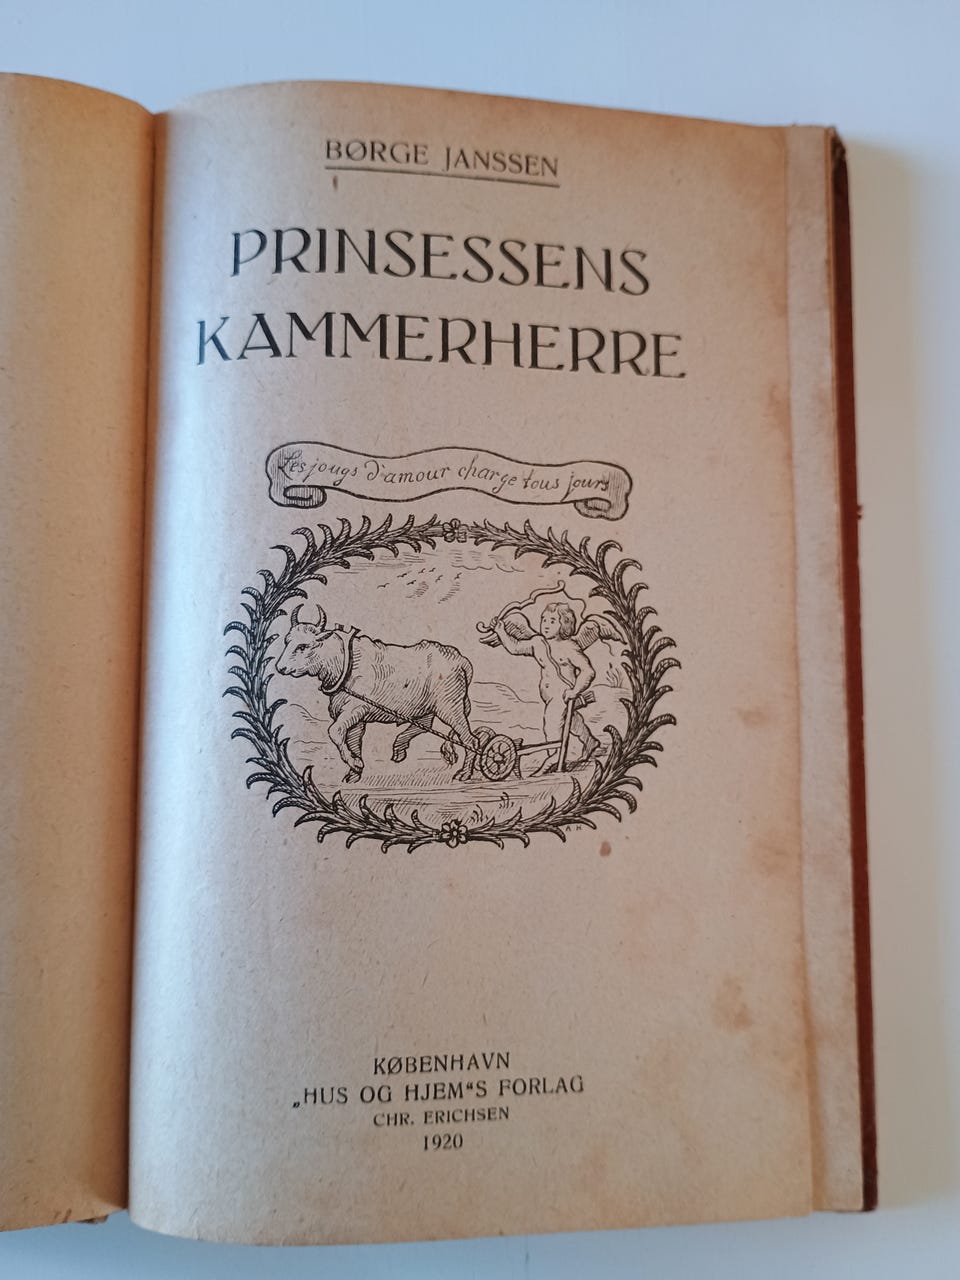 BØRGE JANSSEN
PRINSESSENS
KAMMERHERRE
Les jougs d'amour charge tous jours
A H
KØBENHAVN
„HUS OG HJEM“S FORLAG
CHR. ERICHSEN
1920